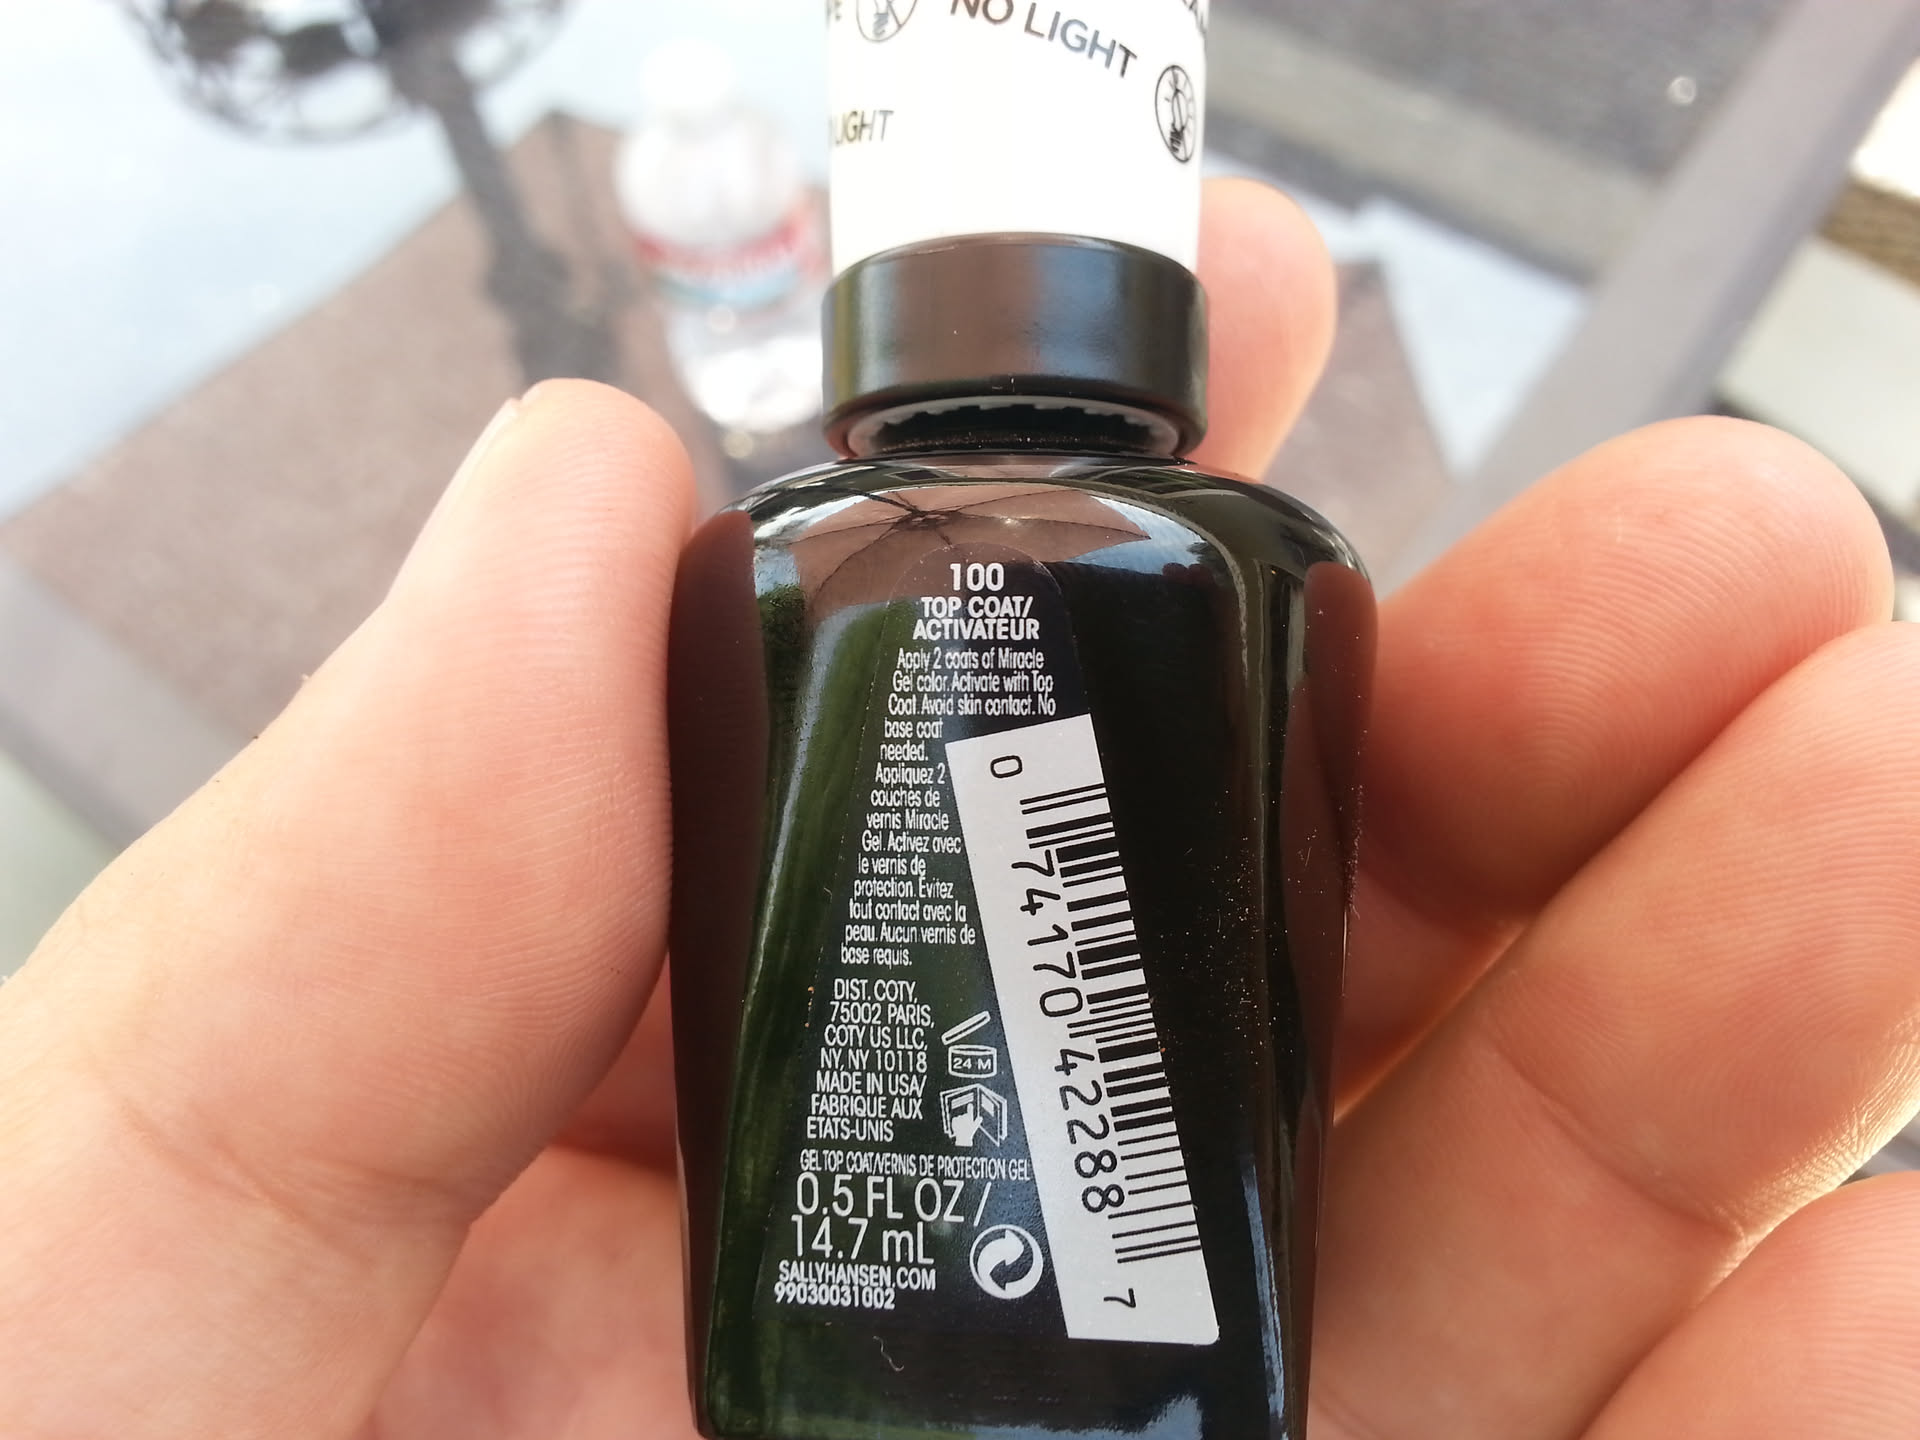 NO LIGHT
LIGHT
100
TOP COAT/
ACTIVATEUR
Apply 2 coats of Miracle
Gel color. Activate with Top
Coat. Avoid skin contact. No
base coat
needed.
Appliquez 2
couches de
vernis Miracle
Gel. Activez avec
le vernis de
protection. Évitez
tout contact avec la
peau. Aucun vernis de
base requis.
DIST. COTY,
75002 PARIS,
COTY US LLC,
NY, NY 10118
MADE IN USA/
FABRIQUE AUX
ETATS-UNIS
24 M
GEL TOP COAT/VERNIS DE PROTECTION GEL
0.5 FL OZ /
14.7 mL
SALLYHANSEN.COM
99030031002
0 74170 42288 7